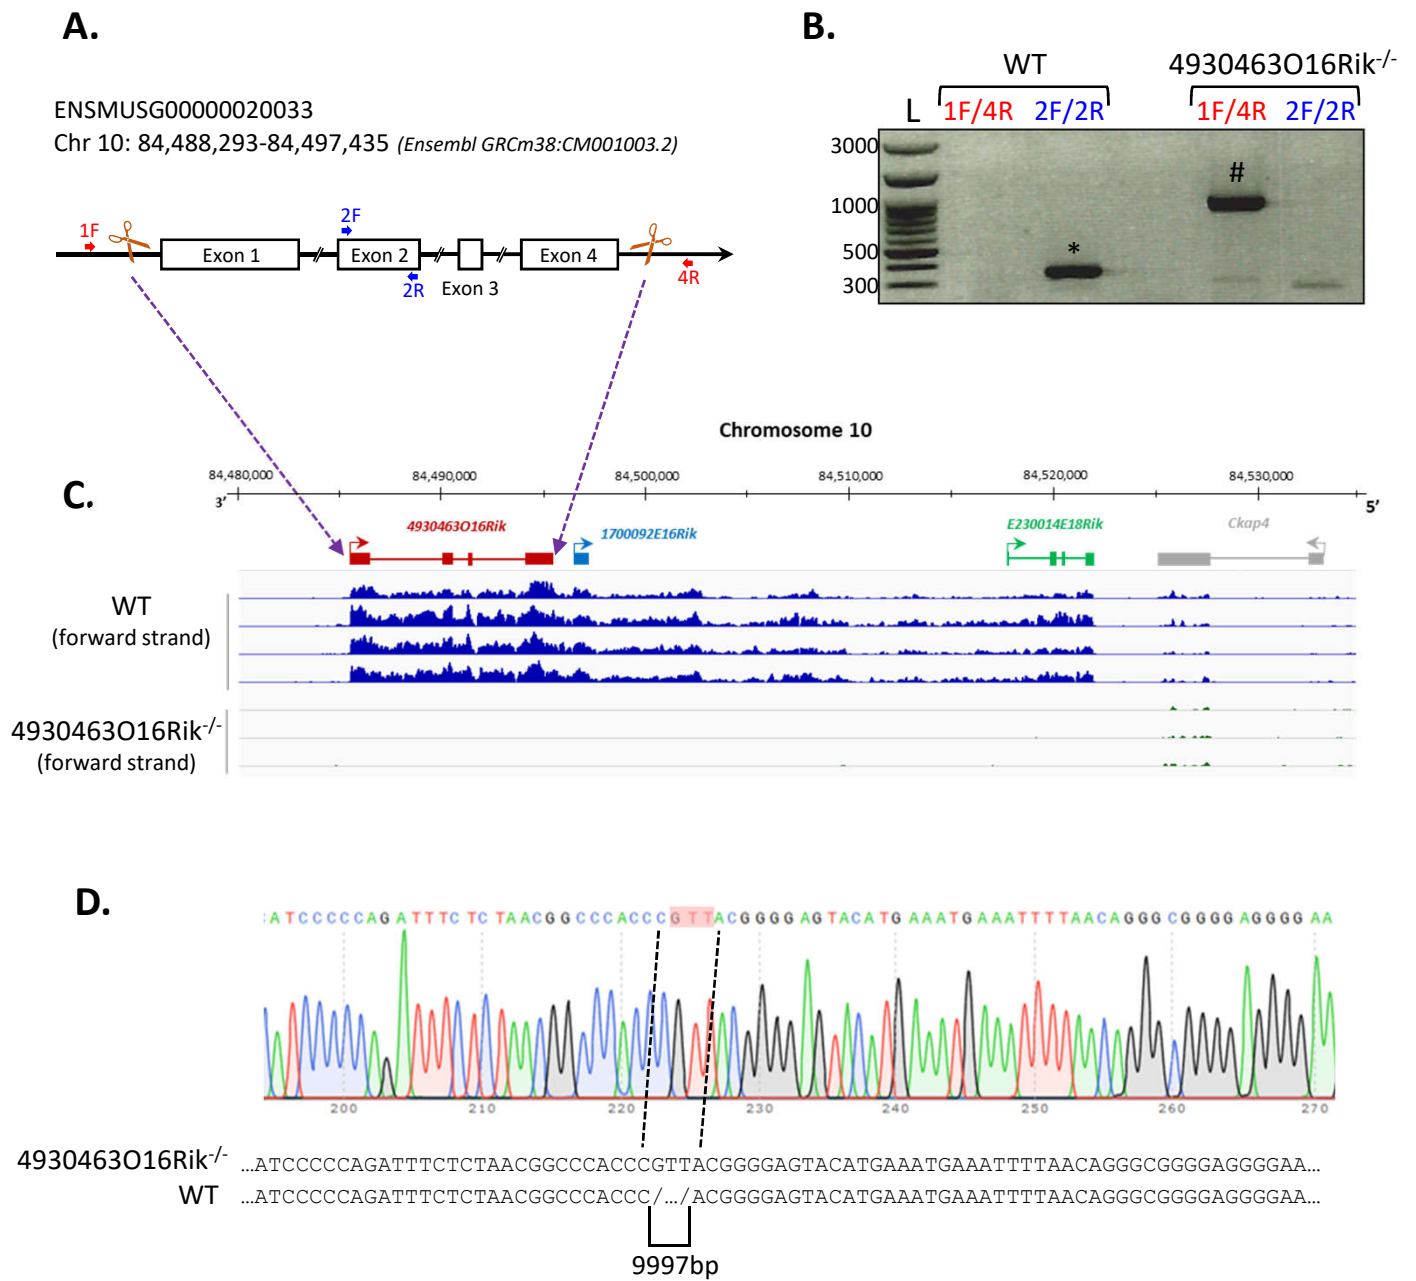 A.
ENSMUSG00000020033
Chr 10: 84,488,293-84,497,435 (Ensembl GRCm38:CM001003.2)
1F
2F
Exon 1
Exon 2
Exon 4
2R
Exon 3
4R
B.
WT
4930463O16Rik-/-
L
1F/4R
2F/2R
1F/4R
2F/2R
3000
1000
500
300
#
*
Chromosome 10
C.
84,480,000
84,490,000
84,500,000
84,510,000
84,520,000
84,530,000
3’
5’
4930463O16Rik
1700092E16Rik
E230014E18Rik
Ckap4
WT
(forward strand)
4930463O16Rik-/-
(forward strand)
D.
ATCCCCCAGATTTCTCTAACGGCCCACCCGTTACGGGGAGTACATGAAATGAAATTTTAACAGGGCGGGGAGGGGAA
200
210
220
230
240
250
260
270
4930463O16Rik-/- ...ATCCCCCAGATTTCTCTAACGGCCCACCCGTTACGGGGAGTACATGAAATGAAATTTTAACAGGGCGGGGAGGGGAA...
WT ...ATCCCCCAGATTTCTCTAACGGCCCACCC/.../ACGGGGAGTACATGAAATGAAATTTTAACAGGGCGGGGAGGGGAA...
9997bp